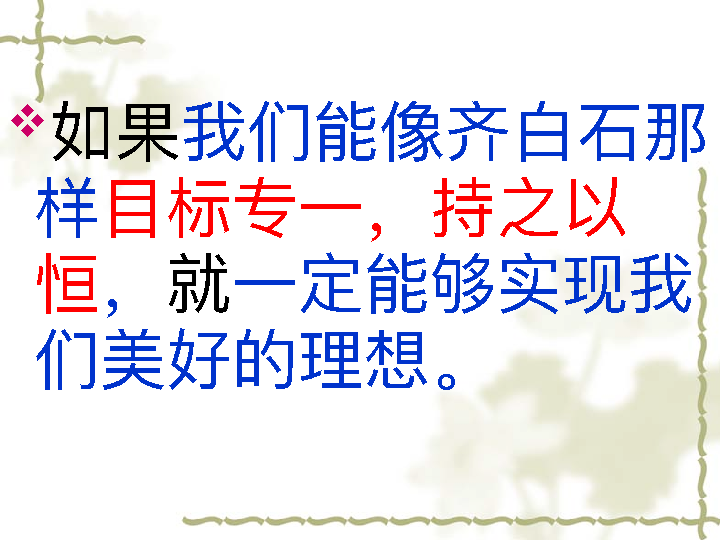 如果我们能像齐白石那
样目标专一，持之以
恒，就一定能够实现我
们美好的理想。